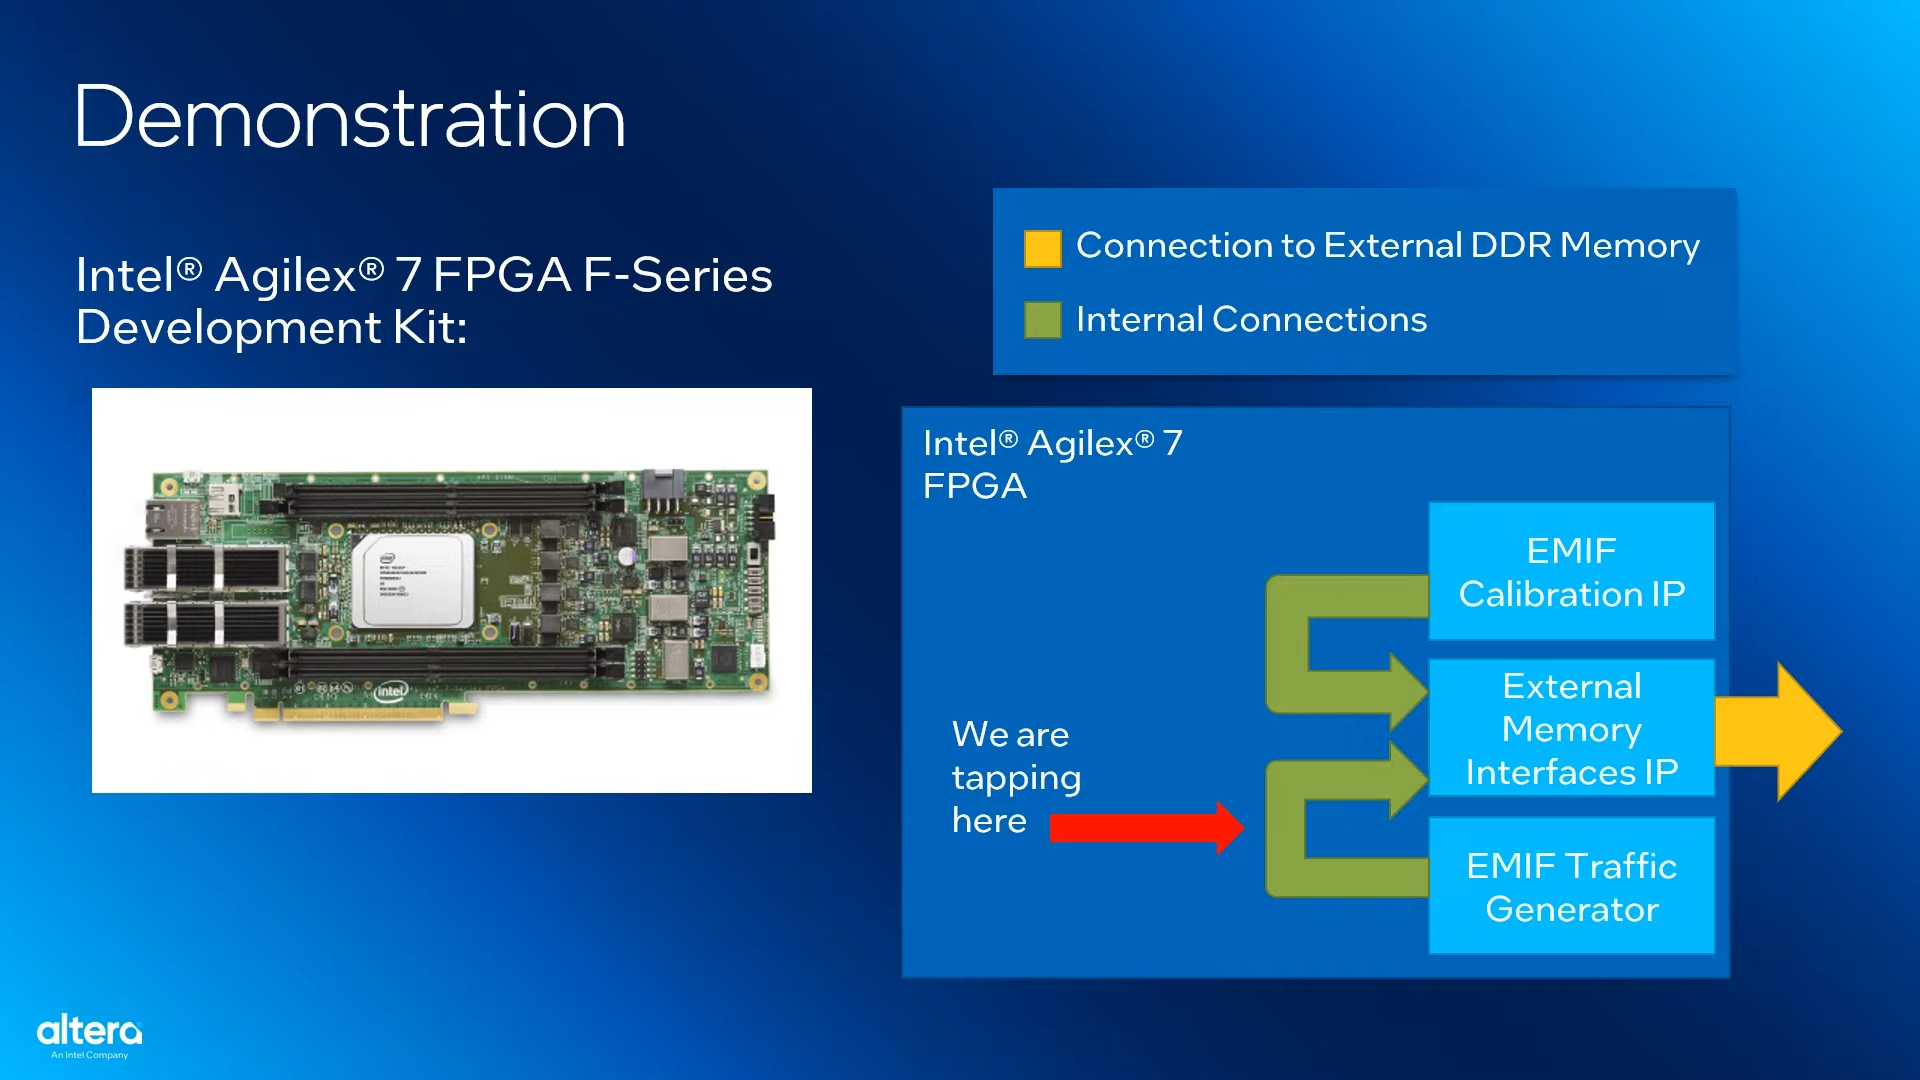 Demonstration
Intel® Agilex® 7 FPGA F-Series
Development Kit:
Connection to External DDR Memory
Internal Connections
Intel® Agilex® 7
FPGA
EMIF
Calibration IP
External
Memory
Interfaces IP
We are
tapping
here
EMIF Traffic
Generator
intel
altera
An Intel Company